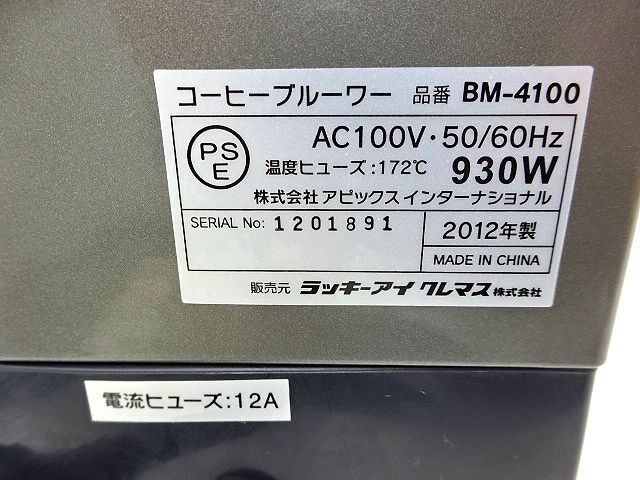 コーヒーブルーワー 品番 BM-4100
PS
E
AC100V・50/60Hz
温度ヒューズ:172℃ 930W
株式会社アピックスインターナショナル
SERIAL No: 1201891
2012年製
MADE IN CHINA
販売元 ラッキーアイ クレマス株式会社
電流ヒューズ:12A